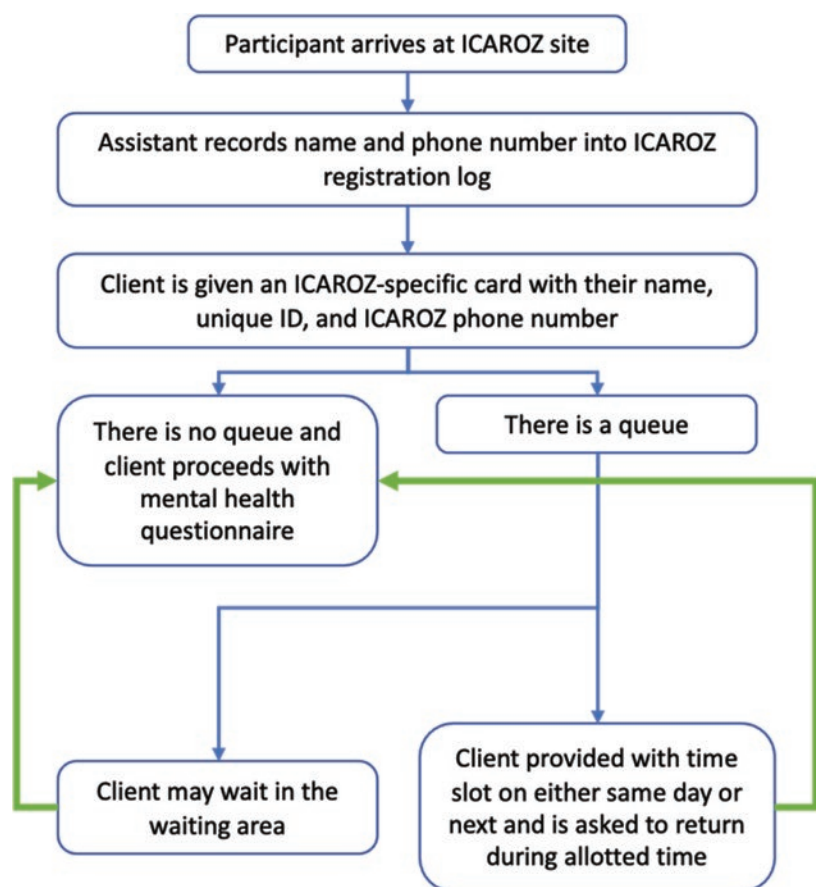 Participant arrives at ICAROZ site
Assistant records name and phone number into ICAROZ
registration log
Client is given an ICAROZ-specific card with their name,
unique ID, and ICAROZ phone number
There is no queue and
client proceeds with
mental health
questionnaire
There is a queue
Client may wait in the
waiting area
Client provided with time
slot on either same day or
next and is asked to return
during allotted time